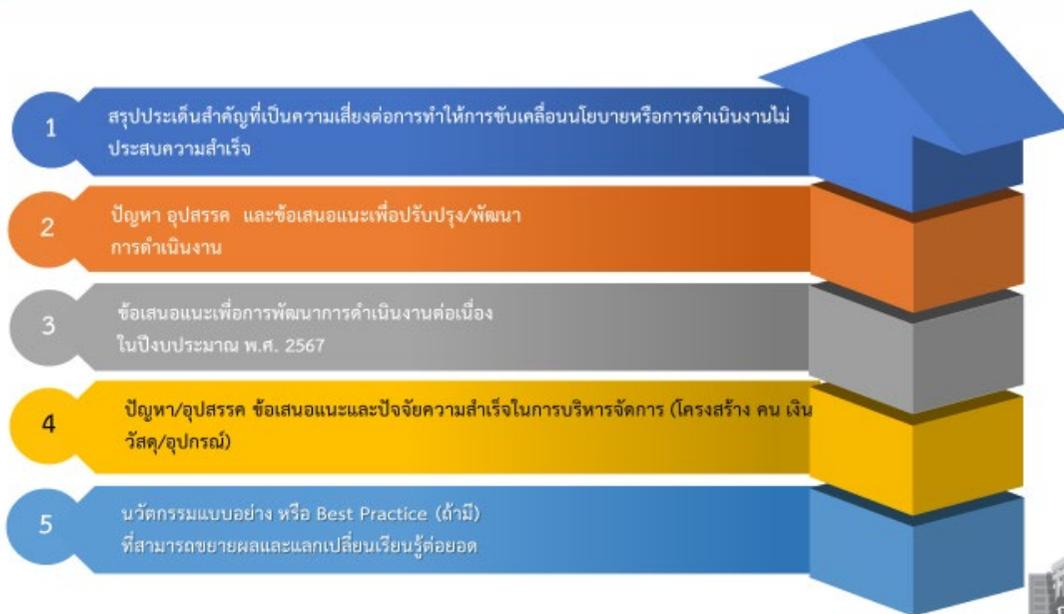 1
สรุปประเด็นสำคัญที่เป็นความเสี่ยงต่อการทำให้การขับเคลื่อนนโยบายหรือการดำเนินงานไม่
ประสบความสำเร็จ
2
ปัญหา อุปสรรค และข้อเสนอแนะเพื่อปรับปรุง/พัฒนา
การดำเนินงาน
3
ข้อเสนอแนะเพื่อการพัฒนาการดำเนินงานต่อเนื่อง
ในปีงบประมาณ พ.ศ. 2567
4
ปัญหา/อุปสรรค ข้อเสนอแนะและปัจจัยความสำเร็จในการบริหารจัดการ (โครงสร้าง คน เงิน
วัสดุ/อุปกรณ์)
5
นวัตกรรมแบบอย่าง หรือ Best Practice (ถ้ามี)
ที่สามารถขยายผลและแลกเปลี่ยนเรียนรู้ต่อยอด